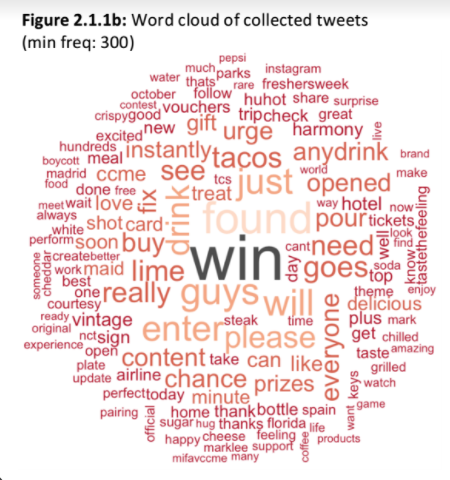 Figure 2.1.1b: Word cloud of collected tweets
(min freq: 300)
pepsi
much parks instagram
water thats rare freshersweek
october follow huhot share surprise
contest vouchers tripcheck great
crispy good
excited new gift urge harmony live
hundreds instantly tacos anydrink brand
boycott meal
madrid ccme see tcs just world opened make
food done free fix drink treat found way hotel now
meet wait love
always shot card pour tickets tastethefeeling
white
perform soon buy win cant need well look find know
someone cheddar create better day goes soda
work maid lime top
best
one really guys will theme enjoy
courtesy delicious
ready vintage steak time everyone plus mark
original nct sign enter please get chilled
experience open taste amazing
plate content take can like grilled
update airline chance prizes keys watch
perfect today minute
pairing official home thank bottle spain want game
sugar hug thanks florida life
happy cheese feeling coffee products
marklee support
mifavccme many